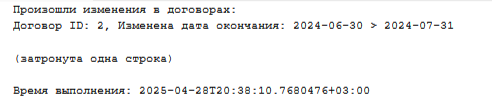 Произошли изменения в договорах:
Договор ID: 2, Изменена дата окончания: 2024-06-30 > 2024-07-31
(затронута одна строка)
Время выполнения: 2025-04-28T20:38:10.7680476+03:00